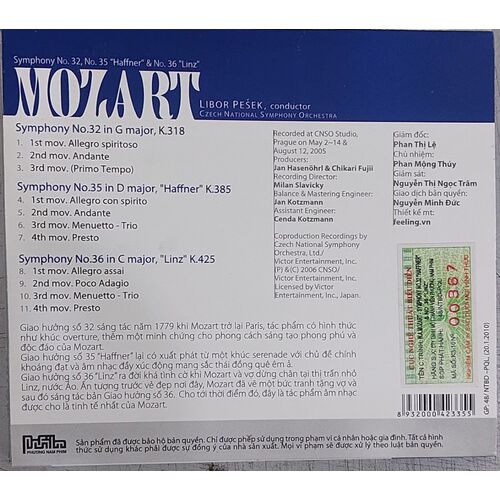 Symphony No. 32, No. 35 "Haffner" & No. 36 "Linz"
MOZART
LIBOR PEŠEK, conductor
CZECH NATIONAL SYMPHONY ORCHESTRA
Symphony No.32 in G major, K.318
1. 1st mov. Allegro spiritoso
2. 2nd mov. Andante
3. 3rd mov. (Primo Tempo)
Symphony No.35 in D major, "Haffner" K.385
4. 1st mov. Allegro con spirito
5. 2nd mov. Andante
6. 3rd mov. Menuetto - Trio
7. 4th mov. Presto
Symphony No.36 in C major, "Linz" K.425
8. 1st mov. Allegro assai
9. 2nd mov. Poco Adagio
10. 3rd mov. Menuetto - Trio
11. 4th mov. Presto
Recorded at CNSO Studio,
Prague on May 2~14 &
August 12, 2005
Producers:
Jan Hasenöhrl & Chikari Fujii
Recording Director:
Milan Slavicky
Balance & Mastering Engineer:
Jan Kotzmann
Assistant Engineer:
Cenda Kotzmann
Coproduction Recordings by
Czech National Symphony
Orchestra, Ltd./
Victor Entertainment, Inc.
(P) & (C) 2006 CNSO/
Victor Entertainment, Inc.
Licensed by Victor
Entertainment, Inc., Japan.
Giám đốc:
Phan Thị Lệ
Chủ nhiệm:
Phan Mộng Thúy
Giám sát:
Nguyễn Thị Ngọc Trâm
Giao dịch bản quyền:
Nguyễn Minh Đức
Thiết kế mt:
feeling.vn
00367
Giao hưởng số 32 sáng tác năm 1779 khi Mozart trở lại Paris, tác phẩm có hình thức
như khúc overture, thêm một minh chứng cho phong cách sáng tạo phong phú và
độc đáo của Mozart.
Giao hưởng số 35 "Haffner" lại có xuất phát từ một khúc serenade với chủ đề chính
khoáng đạt và âm nhạc đầy xúc động mang sắc thái đồng quê êm ả.
Giao hưởng số 36"Linz" ra đời tình cờ khi Mozart và vợ dừng chân tại thị trấn nhỏ
Linz, nước Áo. Ấn tượng trước vẻ đẹp nơi đây, Mozart đã vẽ một bức tranh tặng vợ và
sau đó sáng tác bản Giao hưởng số 36. Cho tới thời điểm đó, đây là tác phẩm âm nhạc
được cho là tinh tế nhất của Mozart.
8 932000 423353
GP: 48/ NTBD - PQL (20.1.2010)
PHƯƠNG NAM PHIM
Sản phẩm đã được bảo hộ bản quyền. Chỉ được phép sử dụng trong phạm vi cá nhân hoặc gia đình. Tất cả hình
thức sử dụng khác phải được sự đồng ý của nhà sản xuất. Mọi vi phạm sẽ được xử lý theo luật bản quyền.